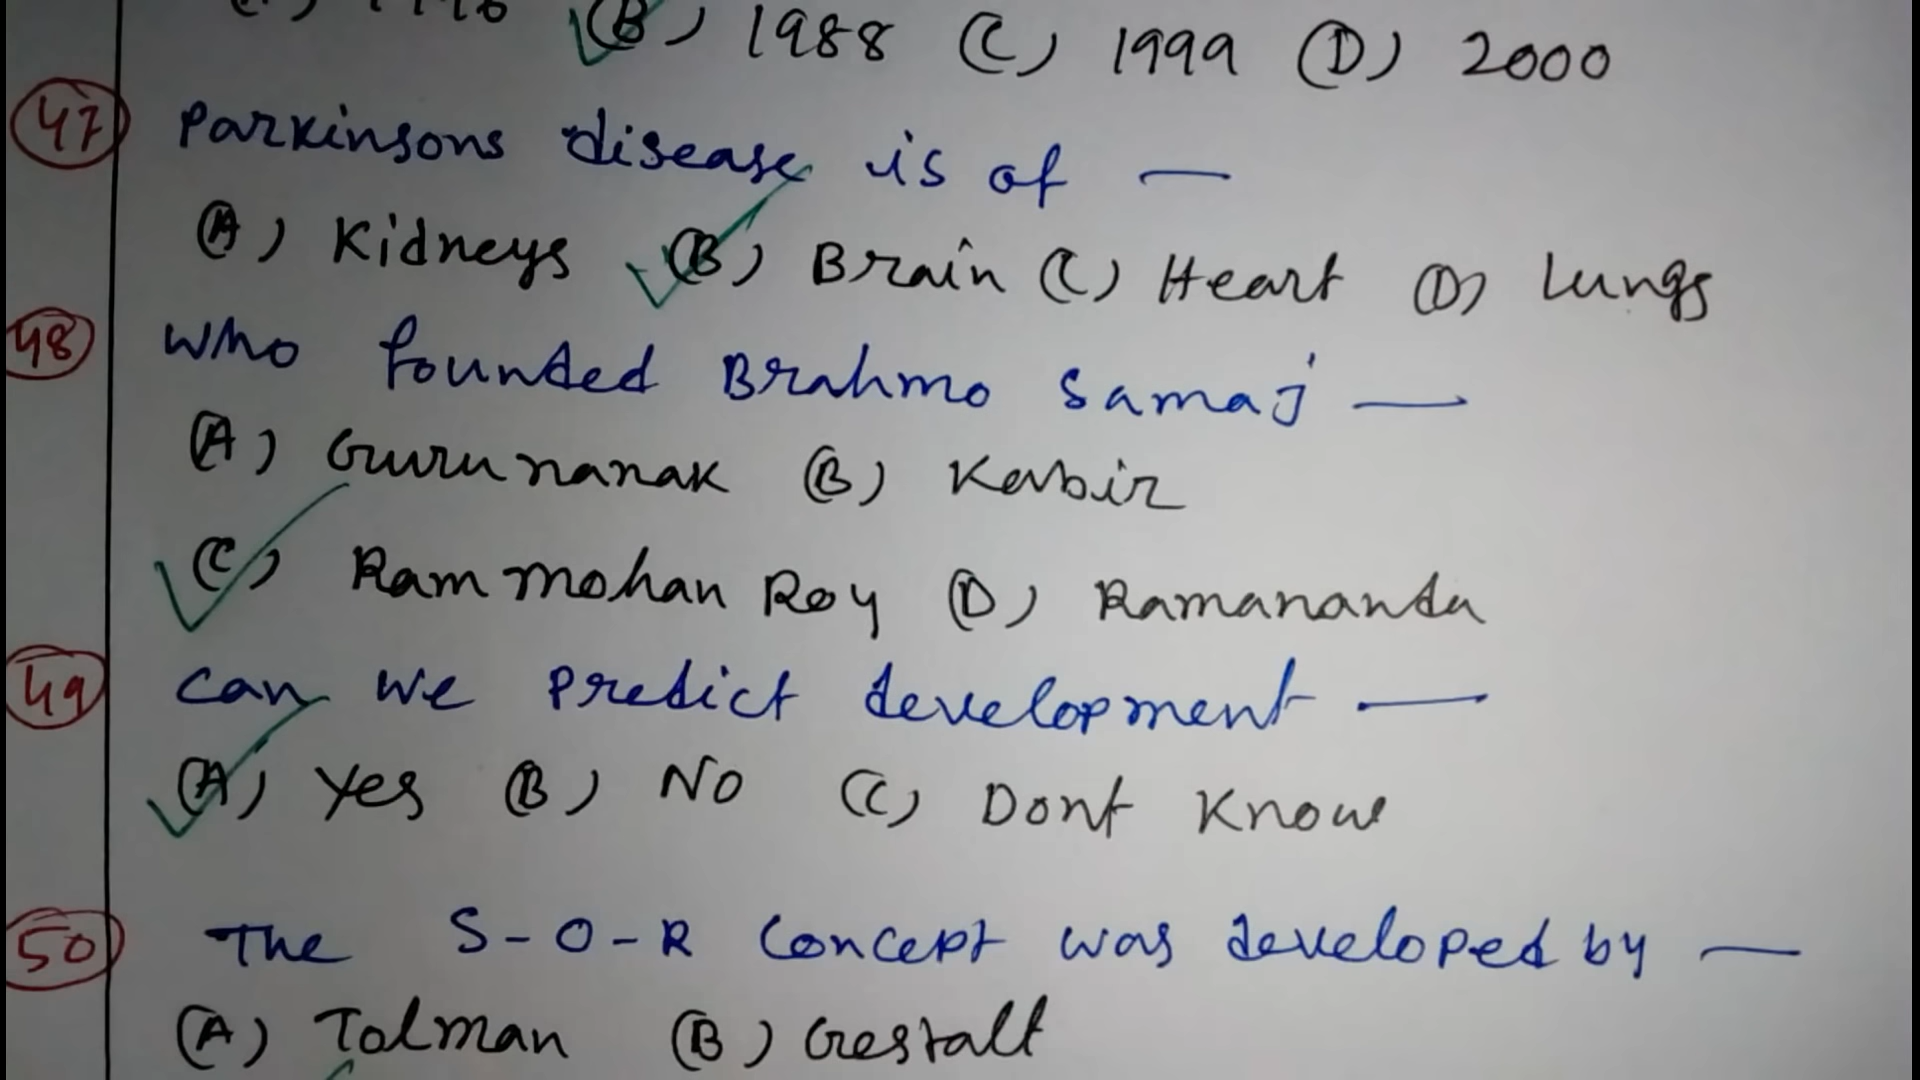 (B) 1988 (C) 1999 (D) 2000
47 Parkinsons disease is of —
(A) Kidneys (B) Brain (C) Heart (D) Lungs
48 Who founded Brahmo Samaj —
(A) Guru nanak (B) Kabir
(C) Ram mohan Roy (D) Ramananda
49 Can we predict development —
(A) Yes (B) No (C) Dont Know
50 The S-O-R Concept was developed by —
(A) Tolman (B) Gestalt